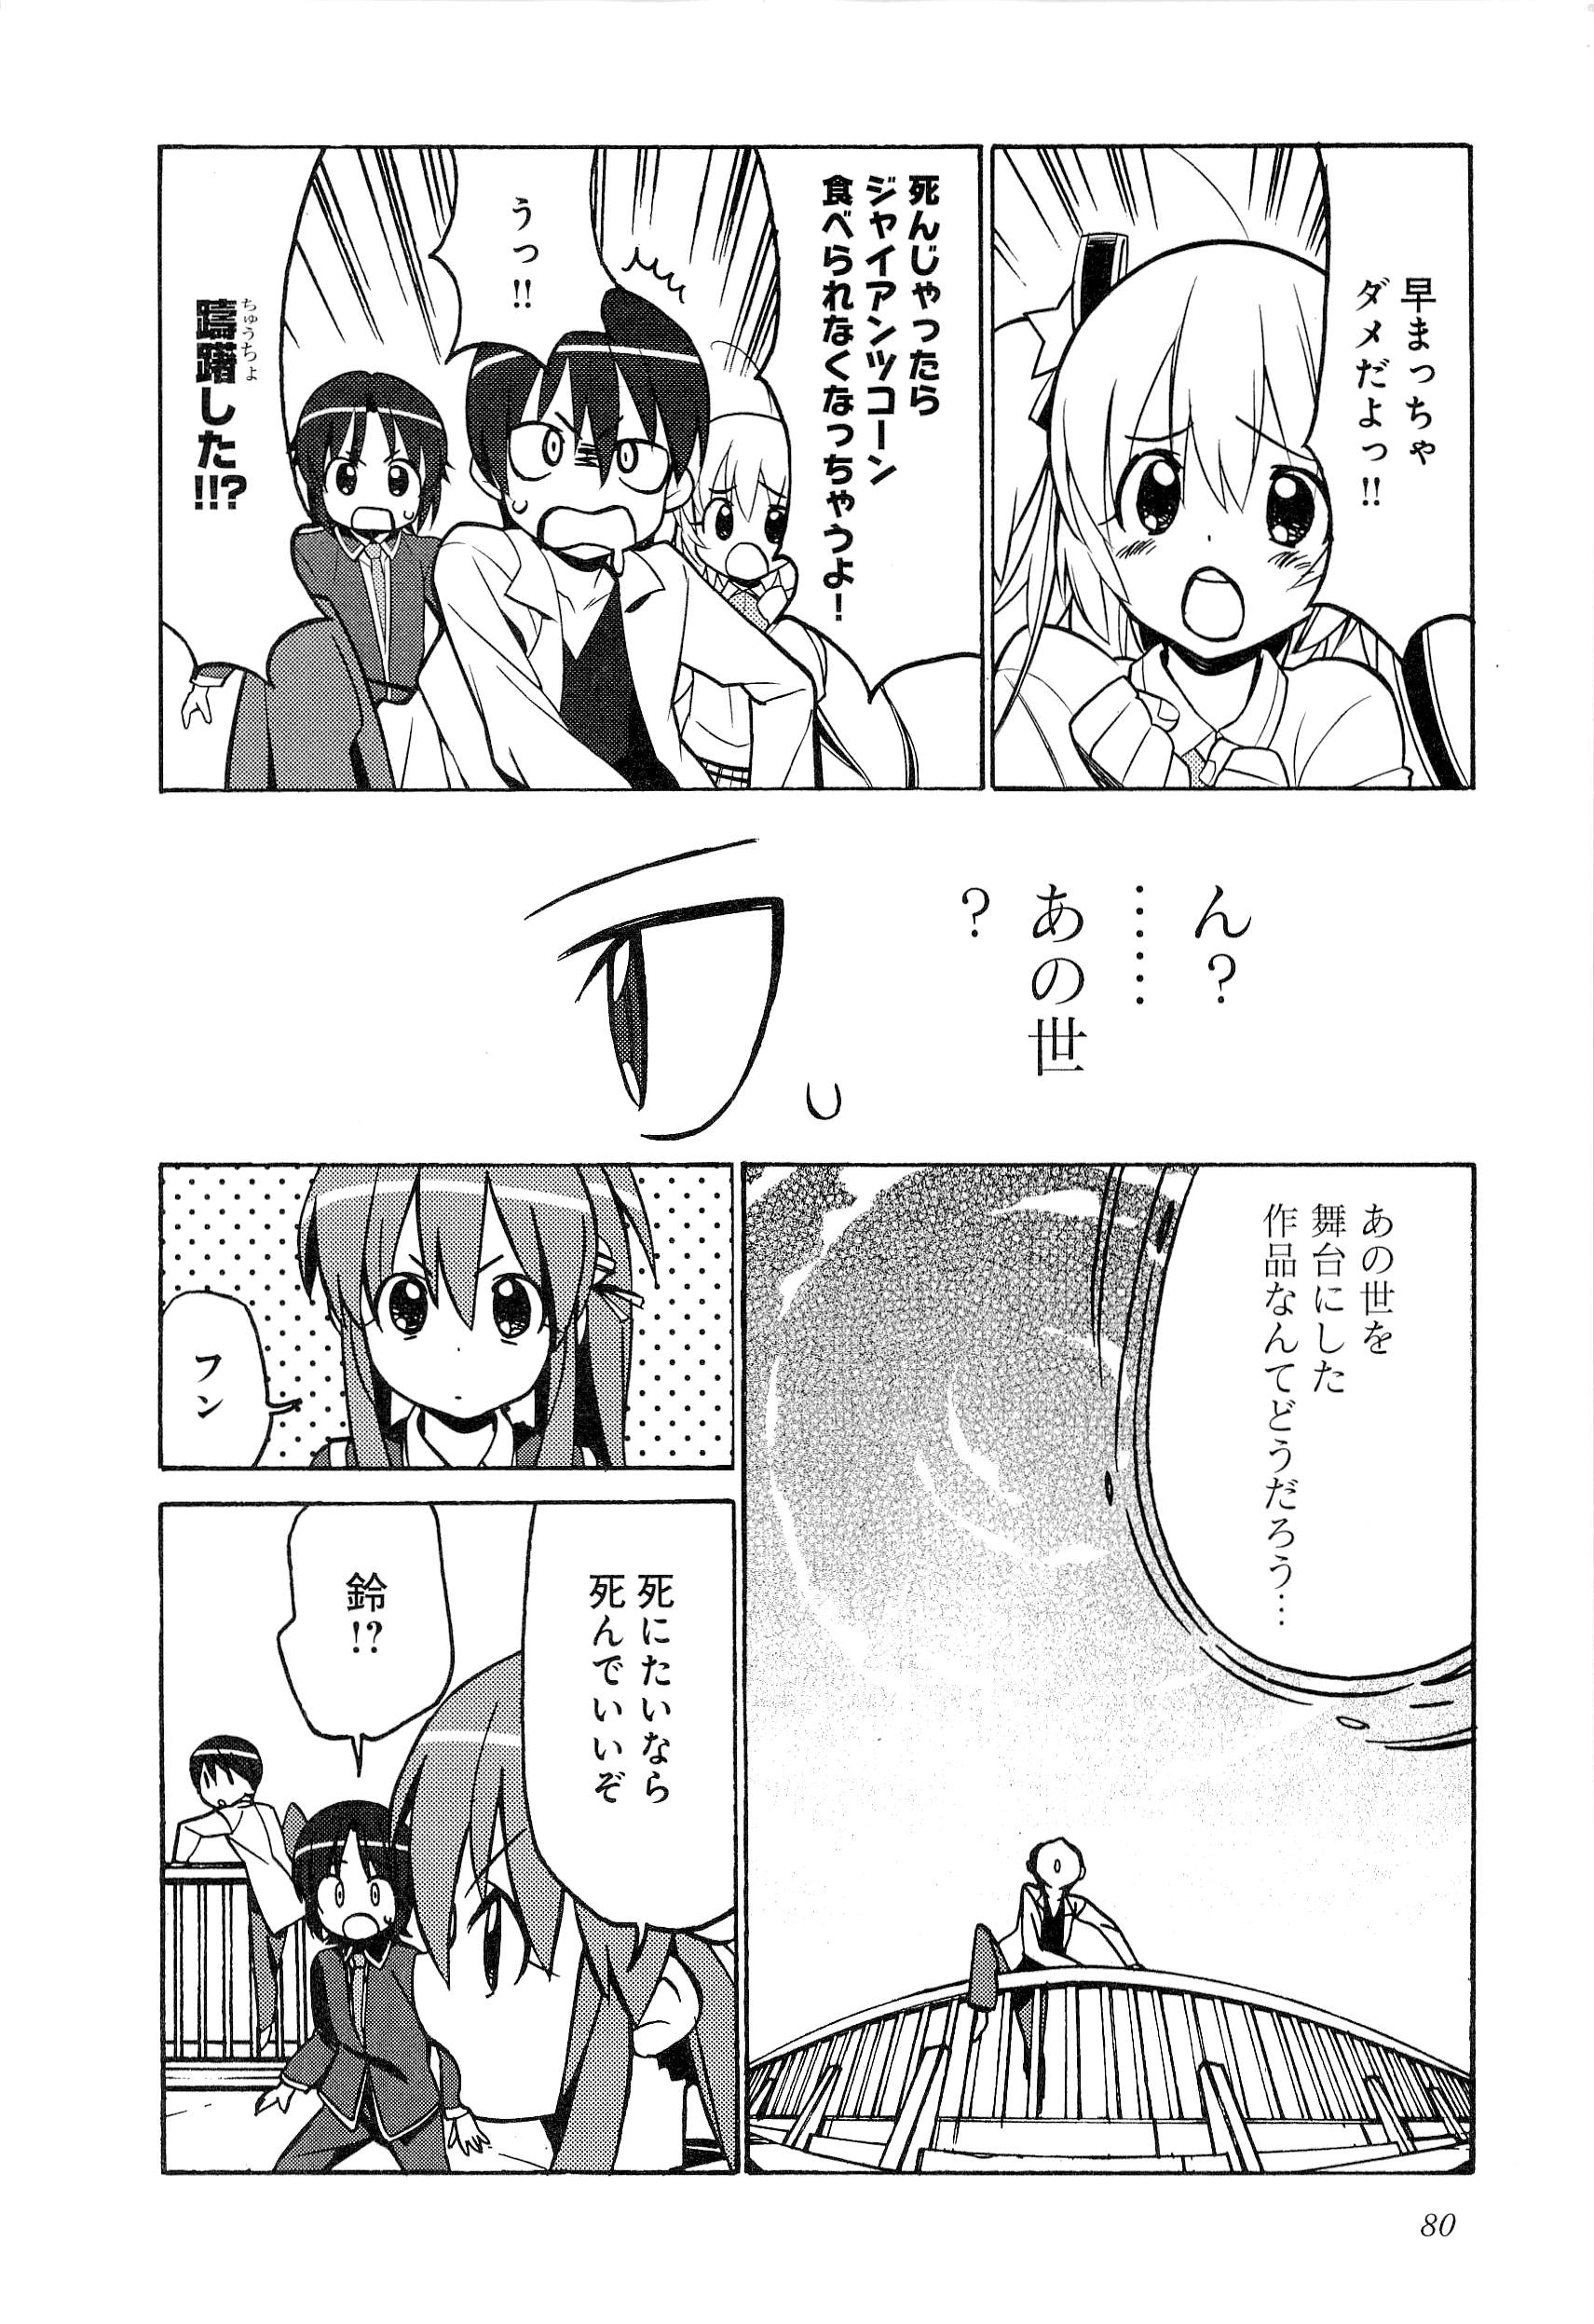 早まっちゃ
ダメだよっ!!
死んじゃったら
ジャイアンツコーン
食べられなくなっちゃうよ!
うっ!!
躊躇した!!?
ちゅうちょ
ん?
……
あの世
?
あの世を
舞台にした
作品なんてどうだろう…
フン
死にたいなら
死んでいいぞ
鈴!?
80